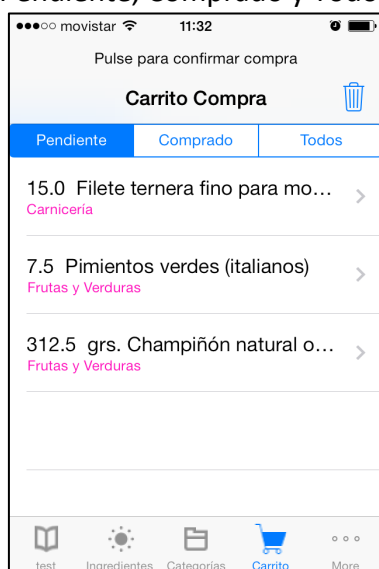 Pendiente, Comprado y Todo
movistar 11:32
Pulse para confirmar compra
Carrito Compra
Pendiente Comprado Todos
15.0 Filete ternera fino para mo...
Carnicería
7.5 Pimientos verdes (italianos)
Frutas y Verduras
312.5 grs. Champiñón natural o...
Frutas y Verduras
test Ingredientes Categorías Carrito More